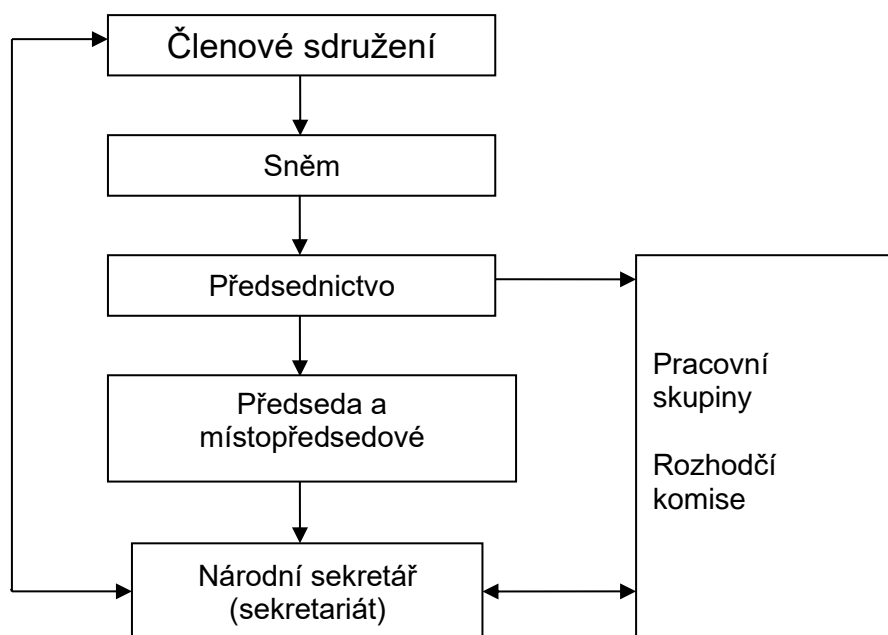 Členové sdružení
Sněm
Předsednictvo
Předseda a
místopředsedové
Národní sekretář
(sekretariát)
Pracovní
skupiny
Rozhodčí
komise